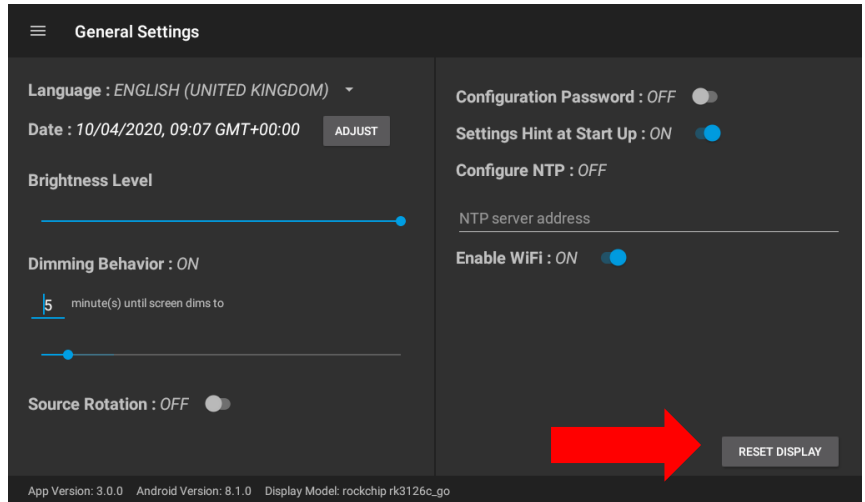 General Settings
Language : ENGLISH (UNITED KINGDOM)
Date : 10/04/2020, 09:07 GMT+00:00 ADJUST
Brightness Level
Dimming Behavior : ON
5 minute(s) until screen dims to
Source Rotation : OFF
Configuration Password : OFF
Settings Hint at Start Up : ON
Configure NTP : OFF
NTP server address
Enable WiFi : ON
RESET DISPLAY
App Version: 3.0.0 Android Version: 8.1.0 Display Model: rockchip rk3126c_go